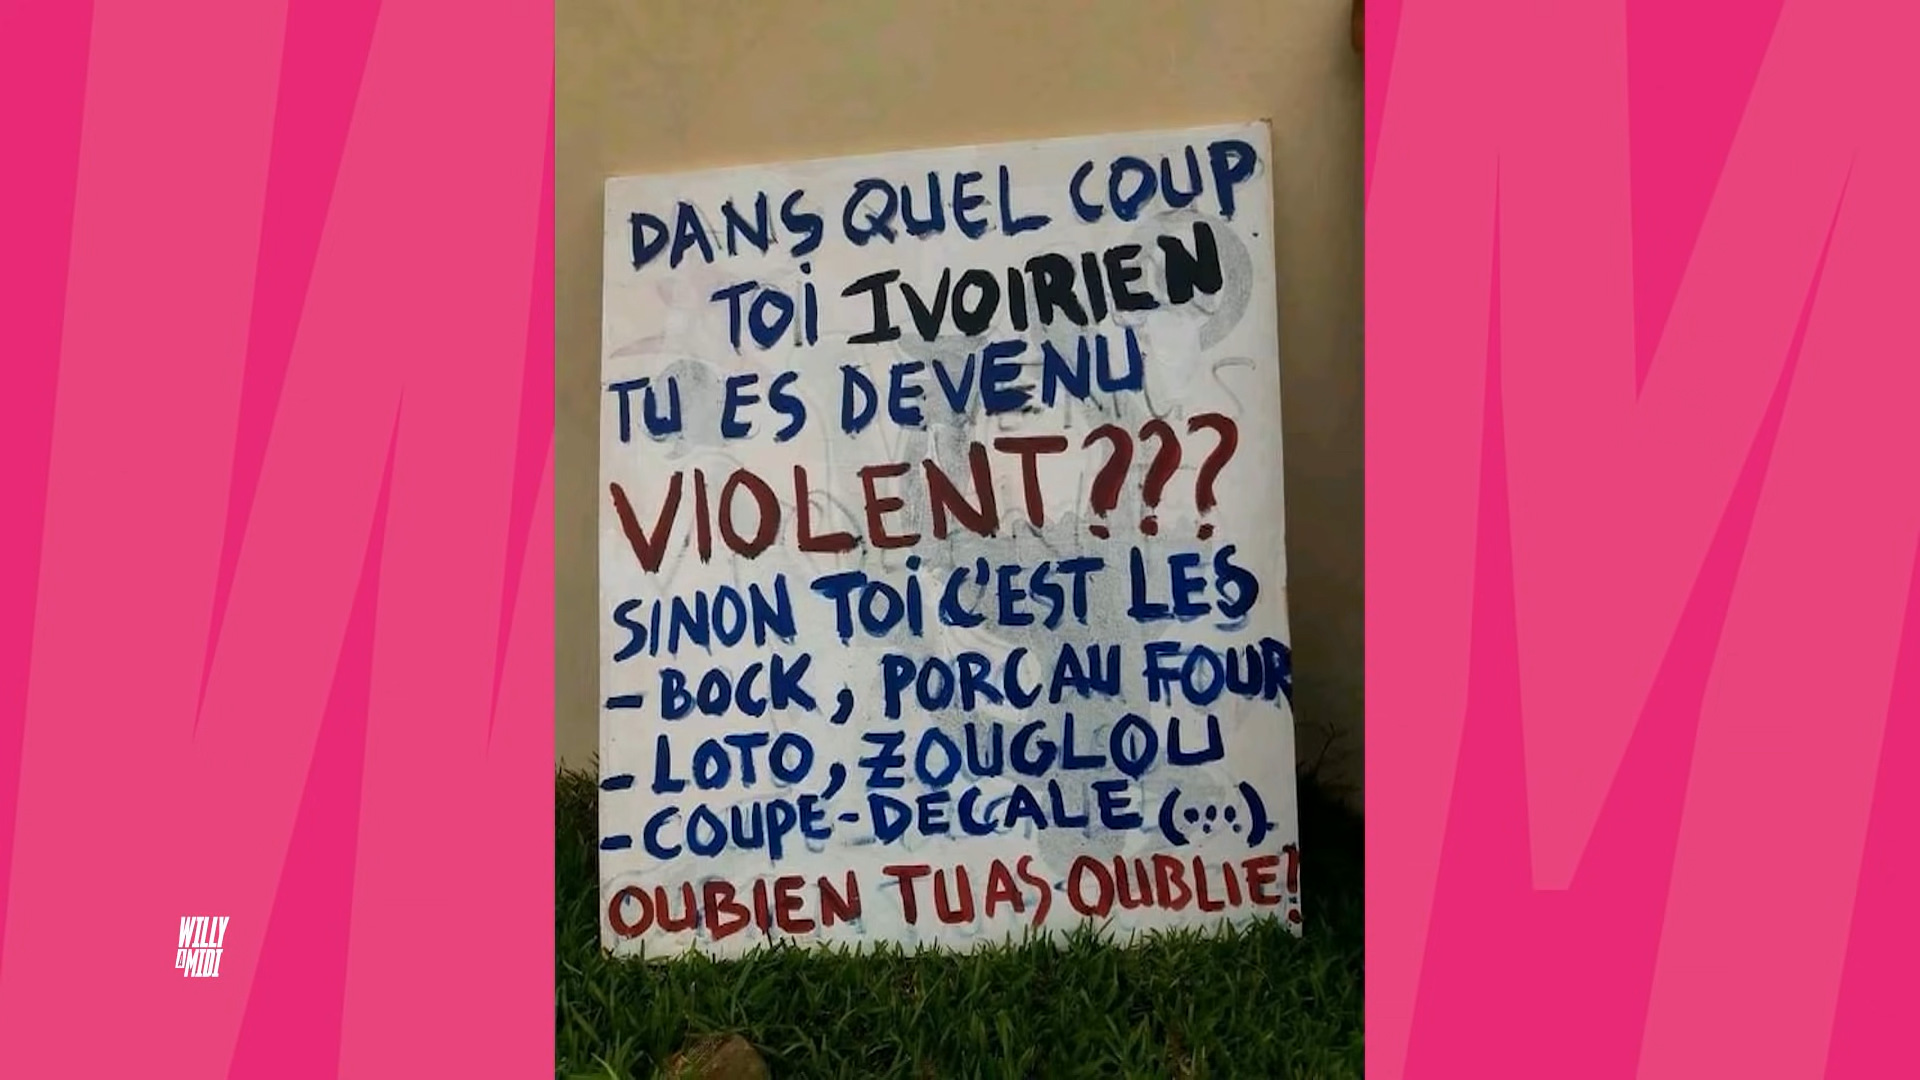 DANS QUEL COUP
TOI IVOIRIEN
TU ES DEVENU
VIOLENT???
SINON TOI C'EST LES
- BOCK, PORC AU FOUR
- LOTO, ZOUGLOU
- COUPÉ-DECALE (...)
OUBIEN TU AS OUBLIE?
WILLY
À MIDI